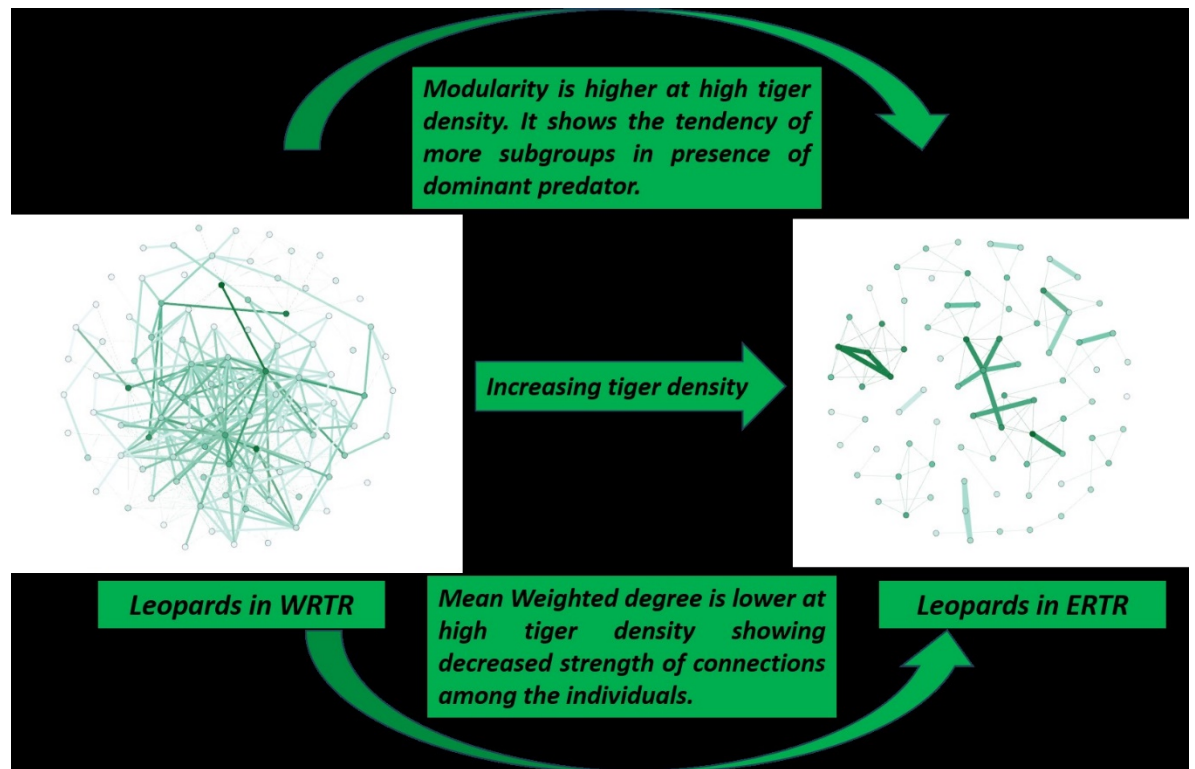 Modularity is higher at high tiger
density. It shows the tendency of
more subgroups in presence of
dominant predator.
Increasing tiger density
Leopards in WRTR
Mean Weighted degree is lower at
high tiger density showing
decreased strength of connections
among the individuals.
Leopards in ERTR